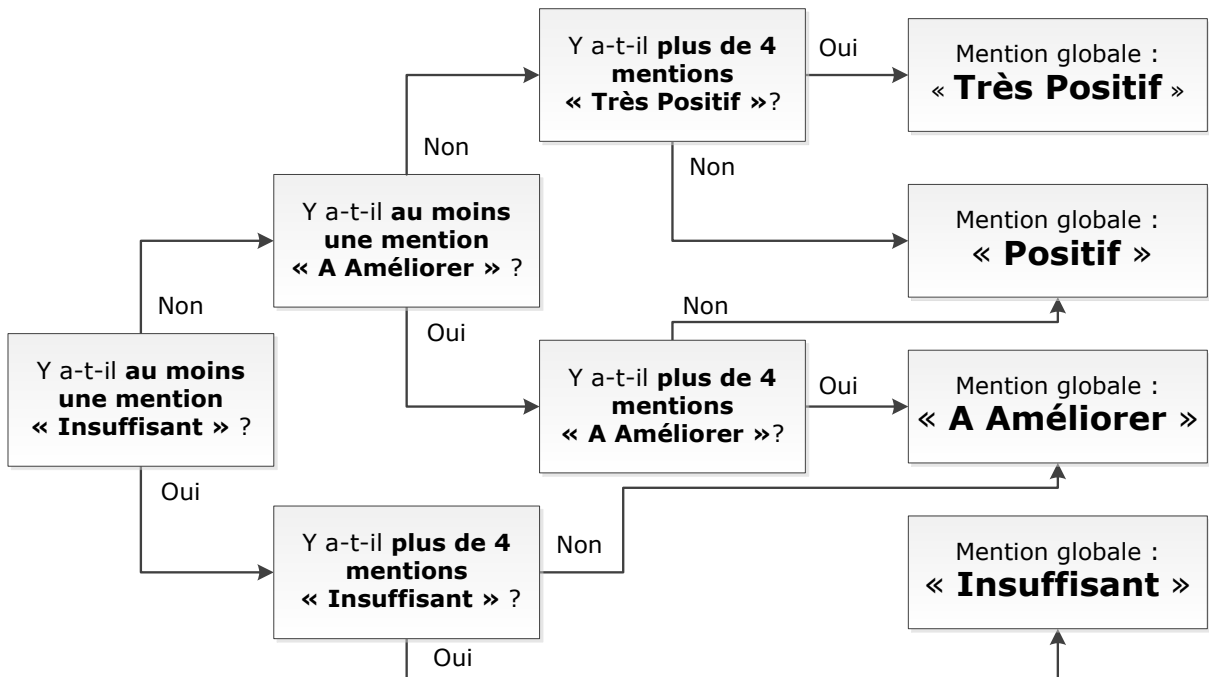 Y a-t-il plus de 4
mentions
« Très Positif »?
Oui
Mention globale :
« Très Positif »
Non
Non
Y a-t-il au moins
une mention
« A Améliorer » ?
Mention globale :
« Positif »
Non
Oui
Non
Y a-t-il au moins
une mention
« Insuffisant » ?
Y a-t-il plus de 4
mentions
« A Améliorer »?
Oui
Mention globale :
« A Améliorer »
Oui
Y a-t-il plus de 4
mentions
« Insuffisant » ?
Non
Mention globale :
« Insuffisant »
Oui